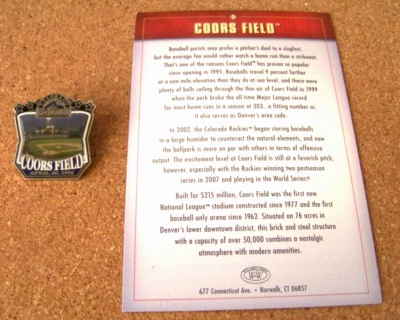 COORS FIELD™
Baseball purists may prefer a pitcher's duel to a slugfest,
but the average fan would rather watch a home run than a strikeout.
That's one of the reasons Coors Field™ has proven so popular
since opening in 1995. Baseballs travel 9 percent farther
at a one-mile elevation than they do at sea level, and there were
plenty of balls sailing through the thin air of Coors Field in 1999
when the park broke the all time Major League record
for most home runs in a season at 303...a fitting number as
it also serves as Denver's area code.
In 2002, the Colorado Rockies™ began storing baseballs
in a large humidor to counteract the natural elements, and now
the ballpark is more on par with others in terms of offensive
output. The excitement level at Coors Field is still at a feverish pitch,
however, especially with the Rockies winning two postseason
series in 2007 and playing in the World Series®
Built for $215 million, Coors Field was the first new
National League™ stadium constructed since 1977 and the first
baseball-only arena since 1962. Situated on 76 acres in
Denver's lower downtown district, this brick and steel structure
with a capacity of over 50,000 combines a nostalgic
atmosphere with modern amenities.
677 Connecticut Ave. • Norwalk, CT 06857
COORS FIELD
APRIL 26, 1995